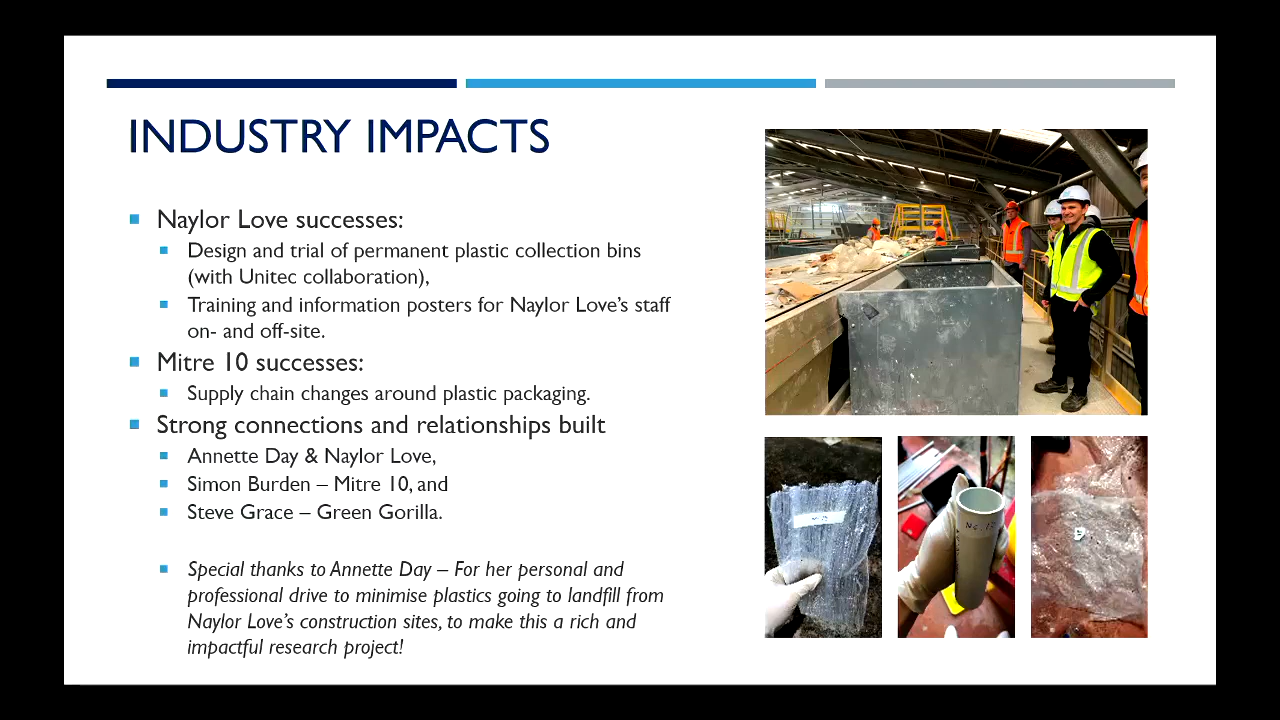 INDUSTRY IMPACTS
Naylor Love successes:
Design and trial of permanent plastic collection bins
(with Unitec collaboration),
Training and information posters for Naylor Love's staff
on- and off-site.
Mitre 10 successes:
Supply chain changes around plastic packaging.
Strong connections and relationships built
Annette Day & Naylor Love,
Simon Burden – Mitre 10, and
Steve Grace – Green Gorilla.
Special thanks to Annette Day – For her personal and
professional drive to minimise plastics going to landfill from
Naylor Love's construction sites, to make this a rich and
impactful research project!